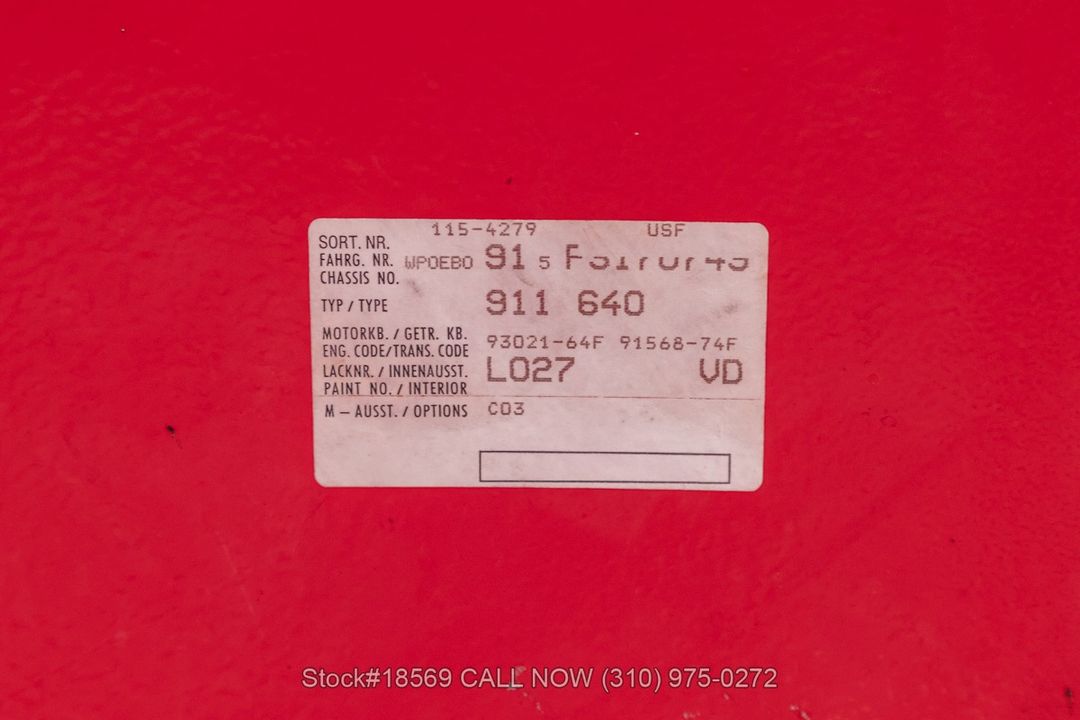 115-4279 USF
SORT. NR.
FAHRG. NR. WPOEBO 91 5
CHASSIS NO.
TYP / TYPE 911 640
MOTORKB. / GETR. KB.
ENG. CODE/TRANS. CODE 93021-64F 91568-74F
LACKNR. / INNENAUSST. L027 VD
PAINT NO. / INTERIOR
M – AUSST. / OPTIONS C03
Stock#18569 CALL NOW (310) 975-0272